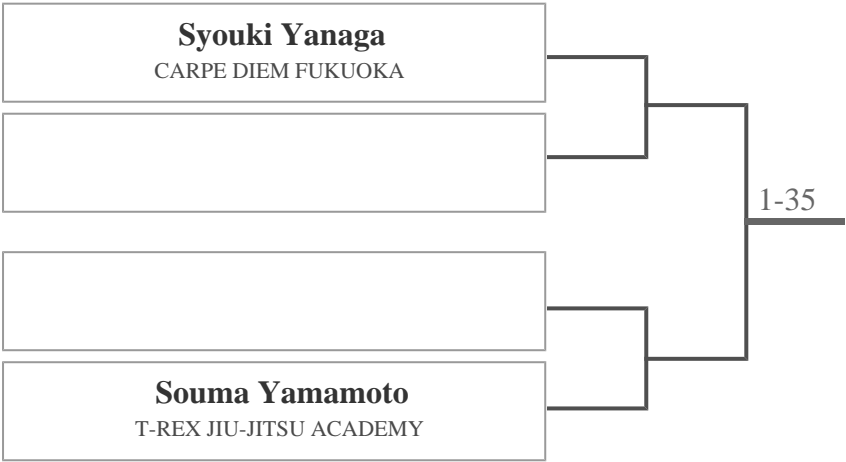 Syouki Yanaga
CARPE DIEM FUKUOKA
1-35
Souma Yamamoto
T-REX JIU-JITSU ACADEMY